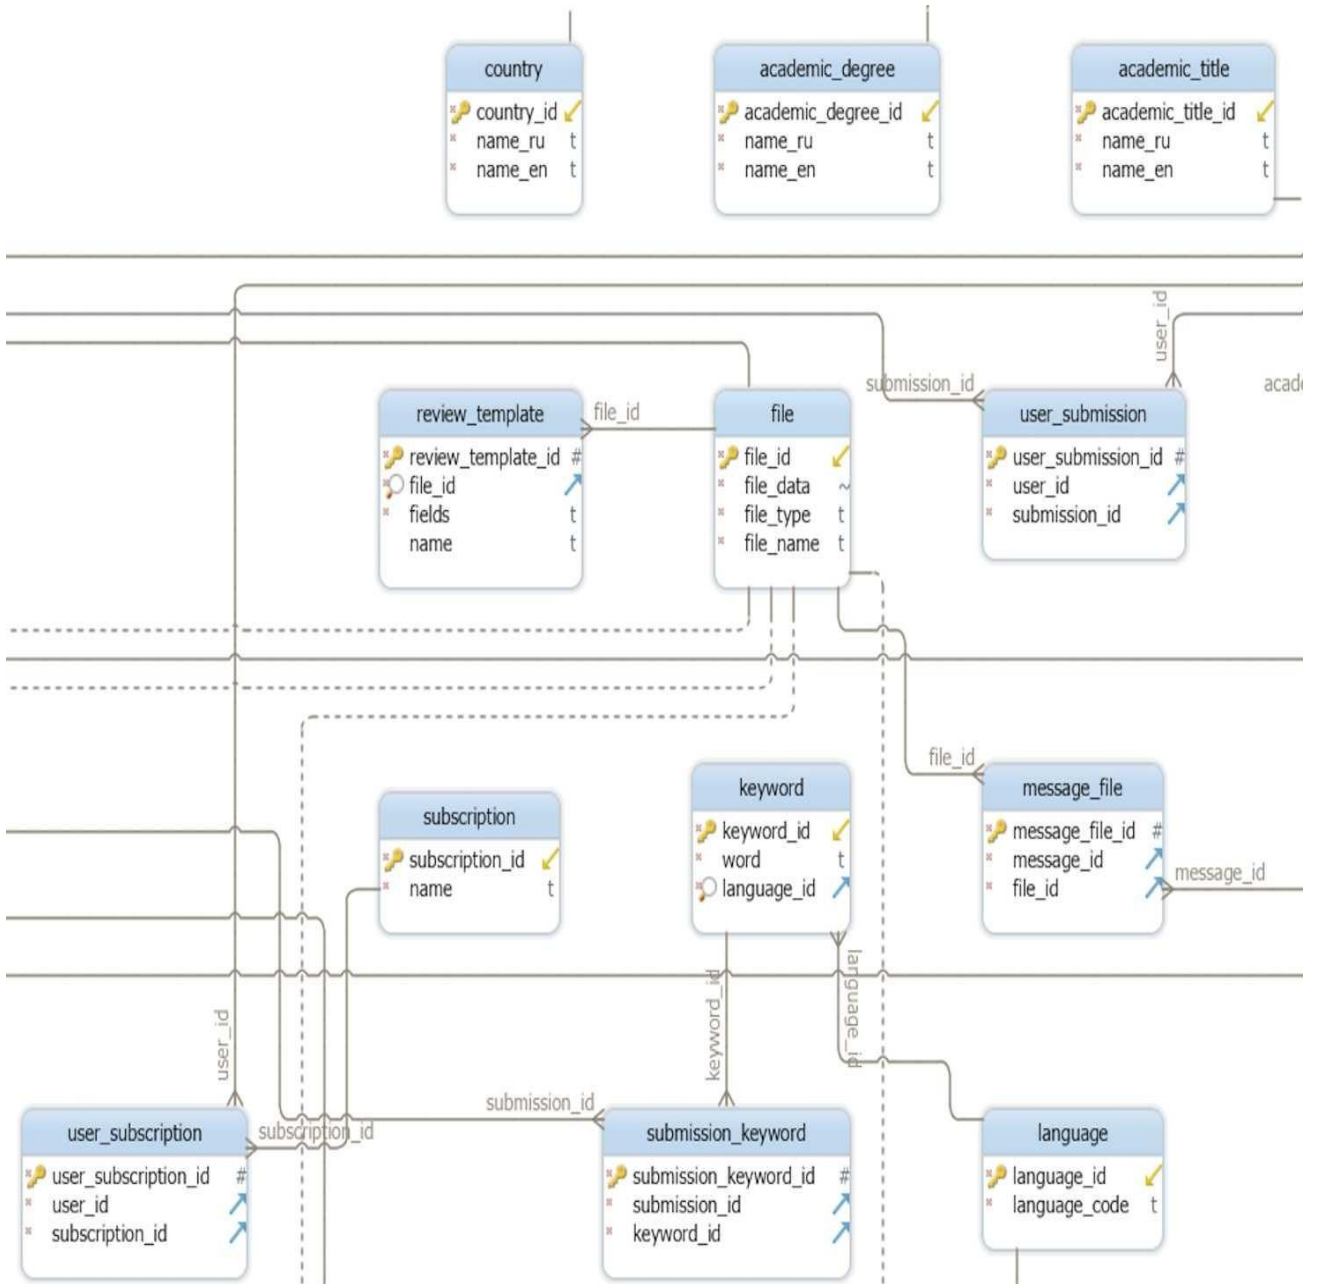 country
country_id
name_ru t
name_en t
academic_degree
academic_degree_id
name_ru t
name_en t
academic_title
academic_title_id
name_ru t
name_en t
user_id
submission_id
acade
review_template
review_template_id #
file_id
fields t
name t
file_id
file
file_id
file_data ~
file_type t
file_name t
user_submission
user_submission_id #
user_id
submission_id
file_id
subscription
subscription_id
name t
keyword
keyword_id
word t
language_id
message_file
message_file_id #
message_id
file_id
message_id
user_id
keyword_id
language_id
submission_id
subscription_id
user_subscription
user_subscription_id #
user_id
subscription_id
submission_keyword
submission_keyword_id #
submission_id
keyword_id
language
language_id
language_code t